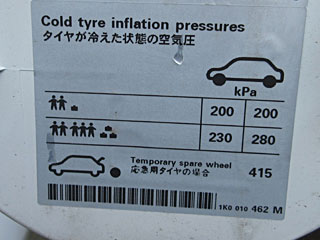 Cold tyre inflation pressures
タイヤが冷えた状態の空気圧
kPa
200 200
230 280
Temporary spare wheel
応急用タイヤの場合 415
1K0 010 462 M